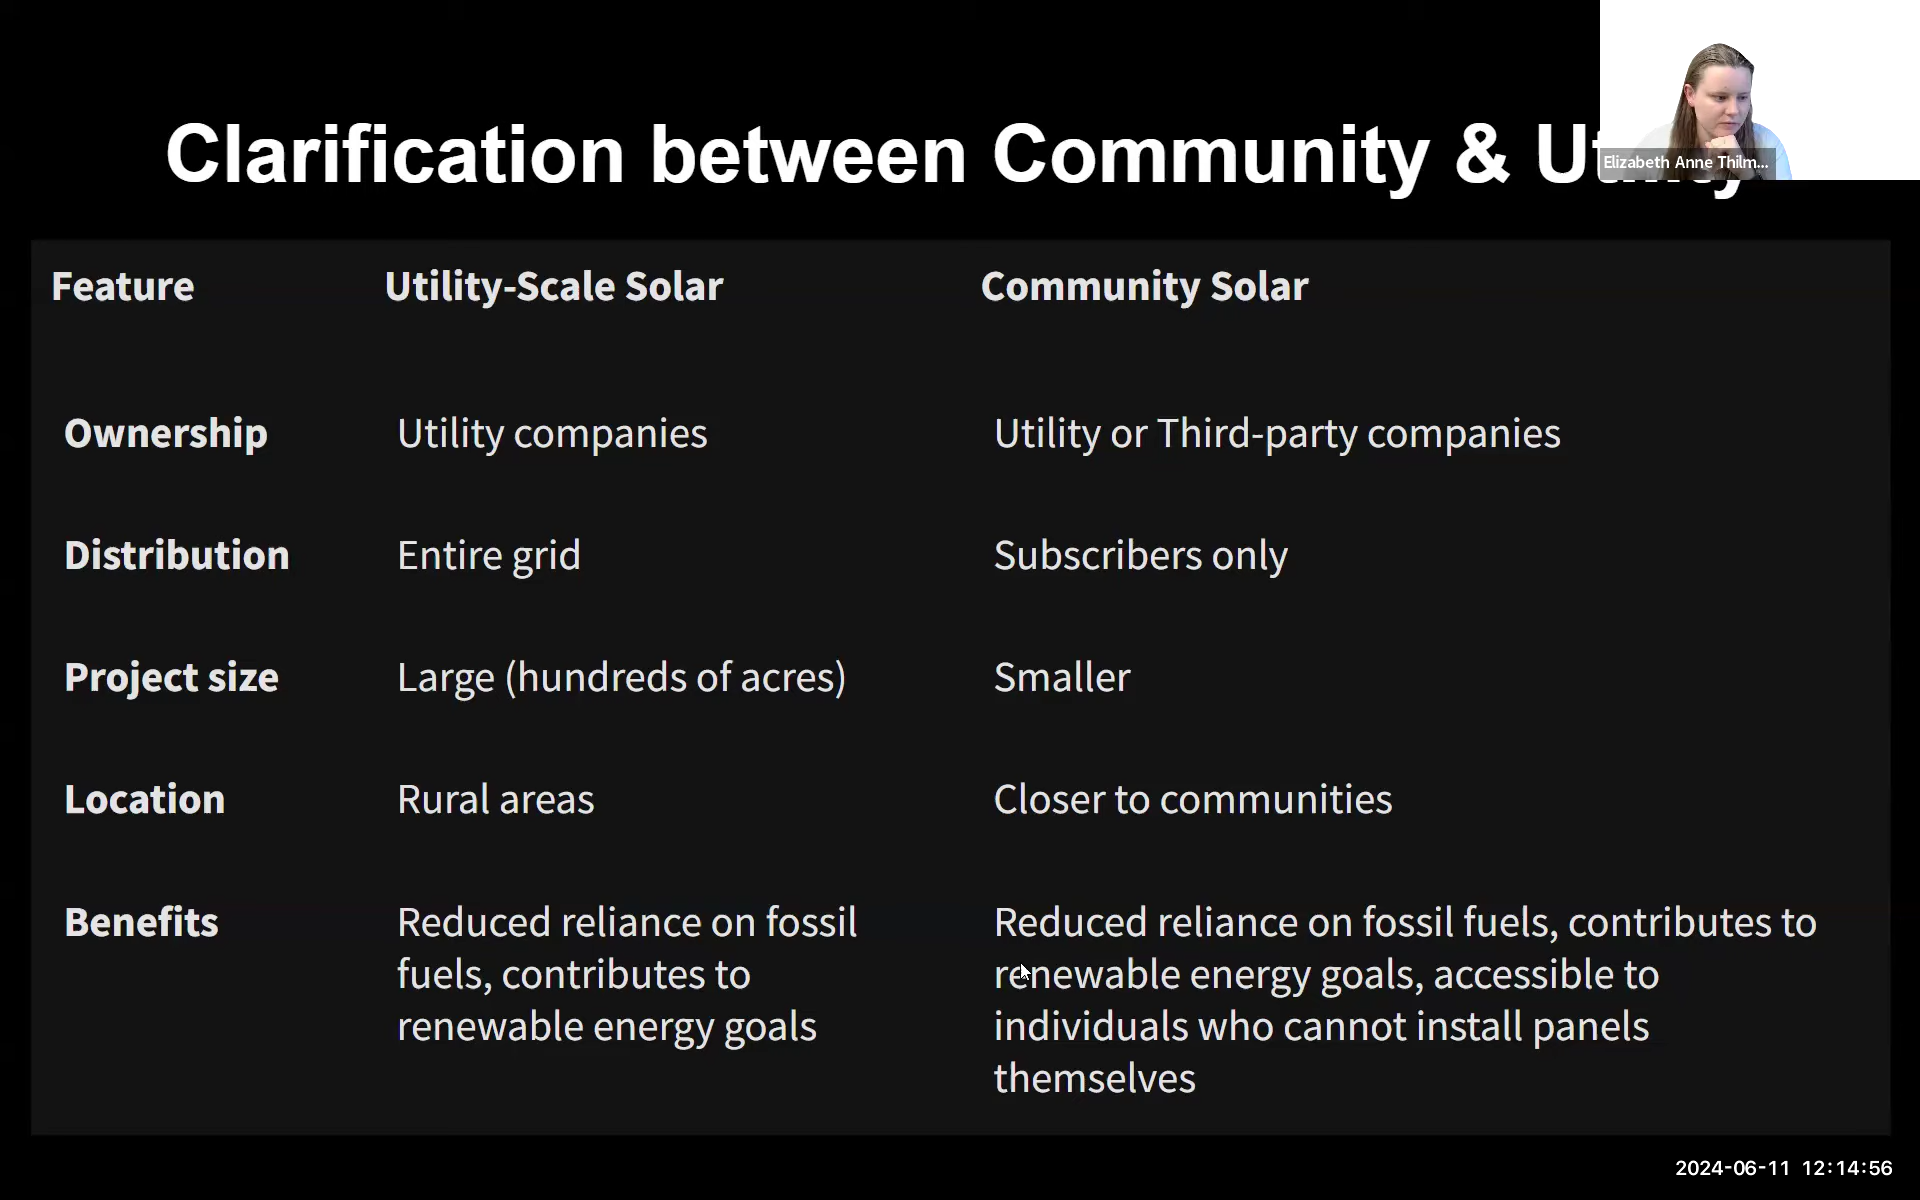 Clarification between Community & Utility
Elizabeth Anne Thilm...
Feature Utility-Scale Solar Community Solar
Ownership Utility companies Utility or Third-party companies
Distribution Entire grid Subscribers only
Project size Large (hundreds of acres) Smaller
Location Rural areas Closer to communities
Benefits Reduced reliance on fossil
fuels, contributes to
renewable energy goals
Reduced reliance on fossil fuels, contributes to
renewable energy goals, accessible to
individuals who cannot install panels
themselves
2024-06-11 12:14:56